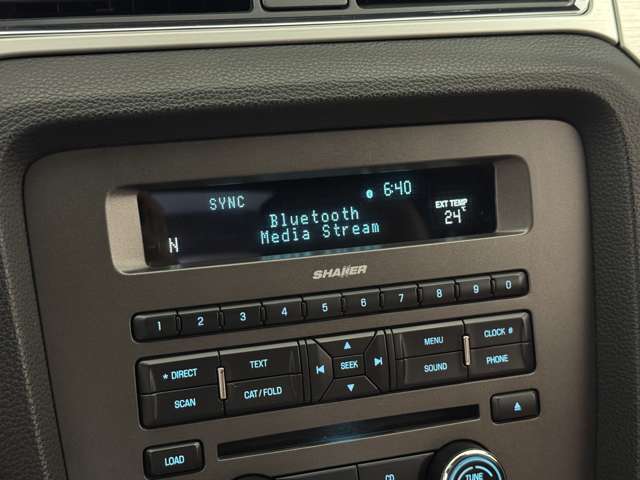 SYNC
6:40
Bluetooth
Media Stream
EXT TEMP
24°C
N
SHAKER
1 2 3 4 5 6 7 8 9 0
* DIRECT
TEXT
SEEK
MENU
CLOCK #
SCAN
CAT/FOLD
SOUND
PHONE
LOAD
CD
TUNE